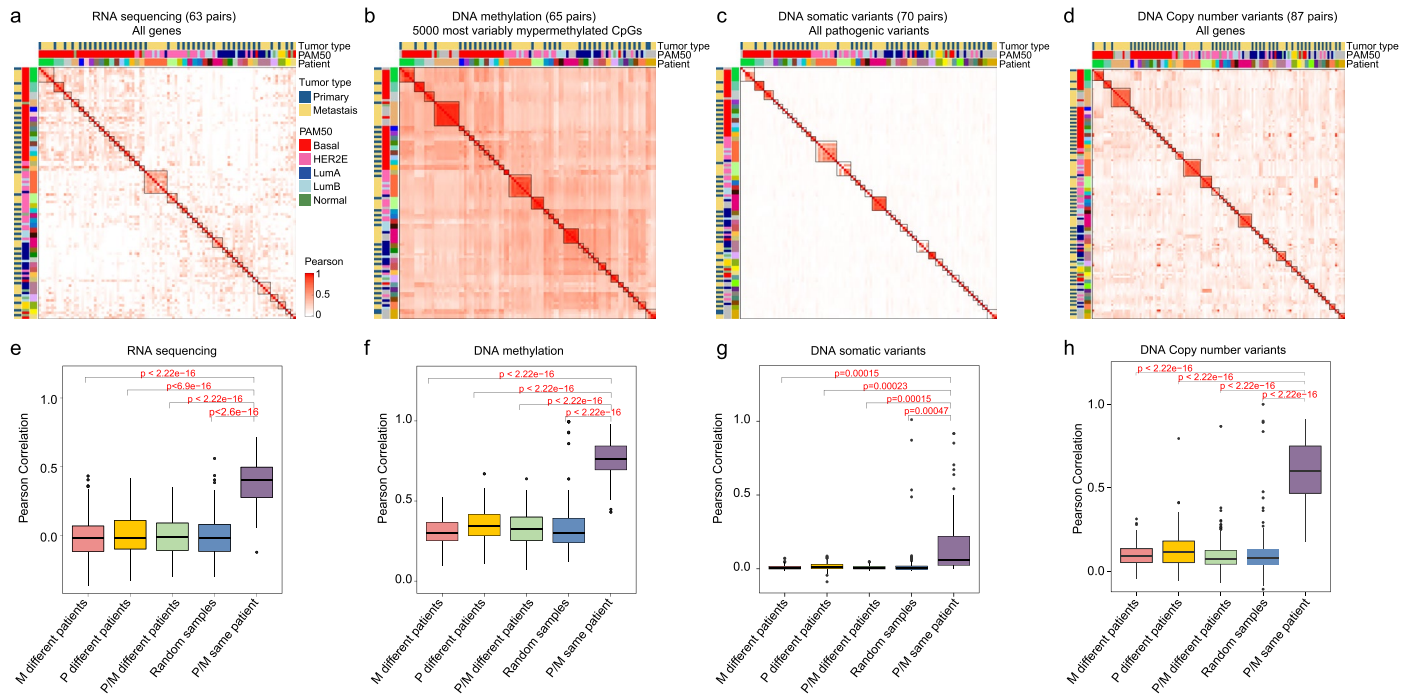 a
RNA sequencing (63 pairs)
All genes
Tumor type
PAM50
Patient
Tumor type
Primary
Metastais
PAM50
Basal
HER2E
LumA
LumB
Normal
Pearson
1
0.5
0
b
DNA methylation (65 pairs)
5000 most variably mypermethylated CpGs
Tumor type
PAM50
Patient
c
DNA somatic variants (70 pairs)
All pathogenic variants
Tumor type
PAM50
Patient
d
DNA Copy number variants (87 pairs)
All genes
Tumor type
PAM50
Patient
e
RNA sequencing
p < 2.22e−16
p<6.9e−16
p < 2.22e−16
p<2.6e−16
Pearson Correlation
1.0
0.5
0.0
M different patients
P different patients
P/M different patients
Random samples
P/M same patient
f
DNA methylation
p < 2.22e−16
p < 2.22e−16
p < 2.22e−16
p < 2.22e−16
Pearson Correlation
1.0
0.5
0.0
M different patients
P different patients
P/M different patients
Random samples
P/M same patient
g
DNA somatic variants
p=0.00015
p=0.00023
p=0.00015
p=0.00047
Pearson Correlation
1.0
0.5
0.0
M different patients
P different patients
P/M different patients
Random samples
P/M same patient
h
DNA Copy number variants
p < 2.22e−16
p < 2.22e−16
p < 2.22e−16
p < 2.22e−16
Pearson Correlation
1.0
0.5
0.0
M different patients
P different patients
P/M different patients
Random samples
P/M same patient